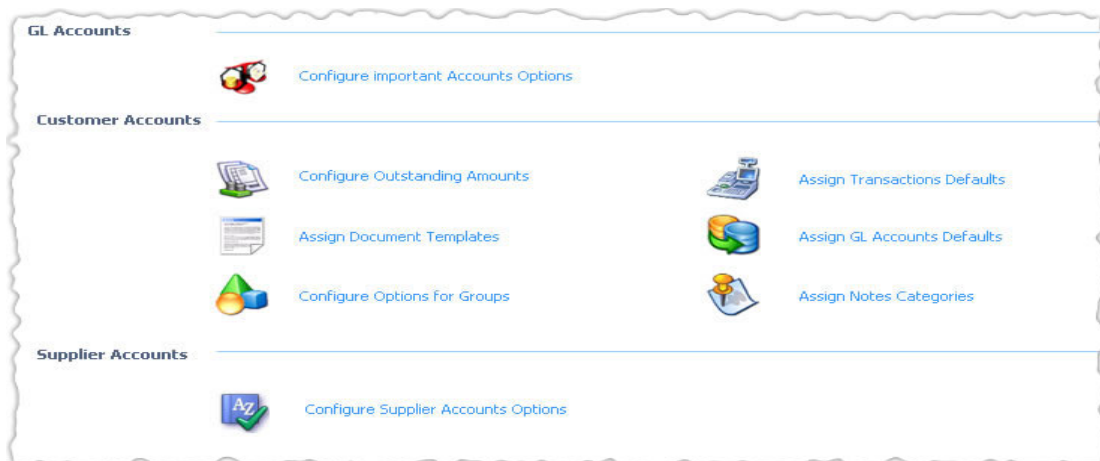 GL Accounts
Configure important Accounts Options
Customer Accounts
Configure Outstanding Amounts
Assign Transactions Defaults
Assign Document Templates
Assign GL Accounts Defaults
Configure Options for Groups
Assign Notes Categories
Supplier Accounts
AZ
Configure Supplier Accounts Options